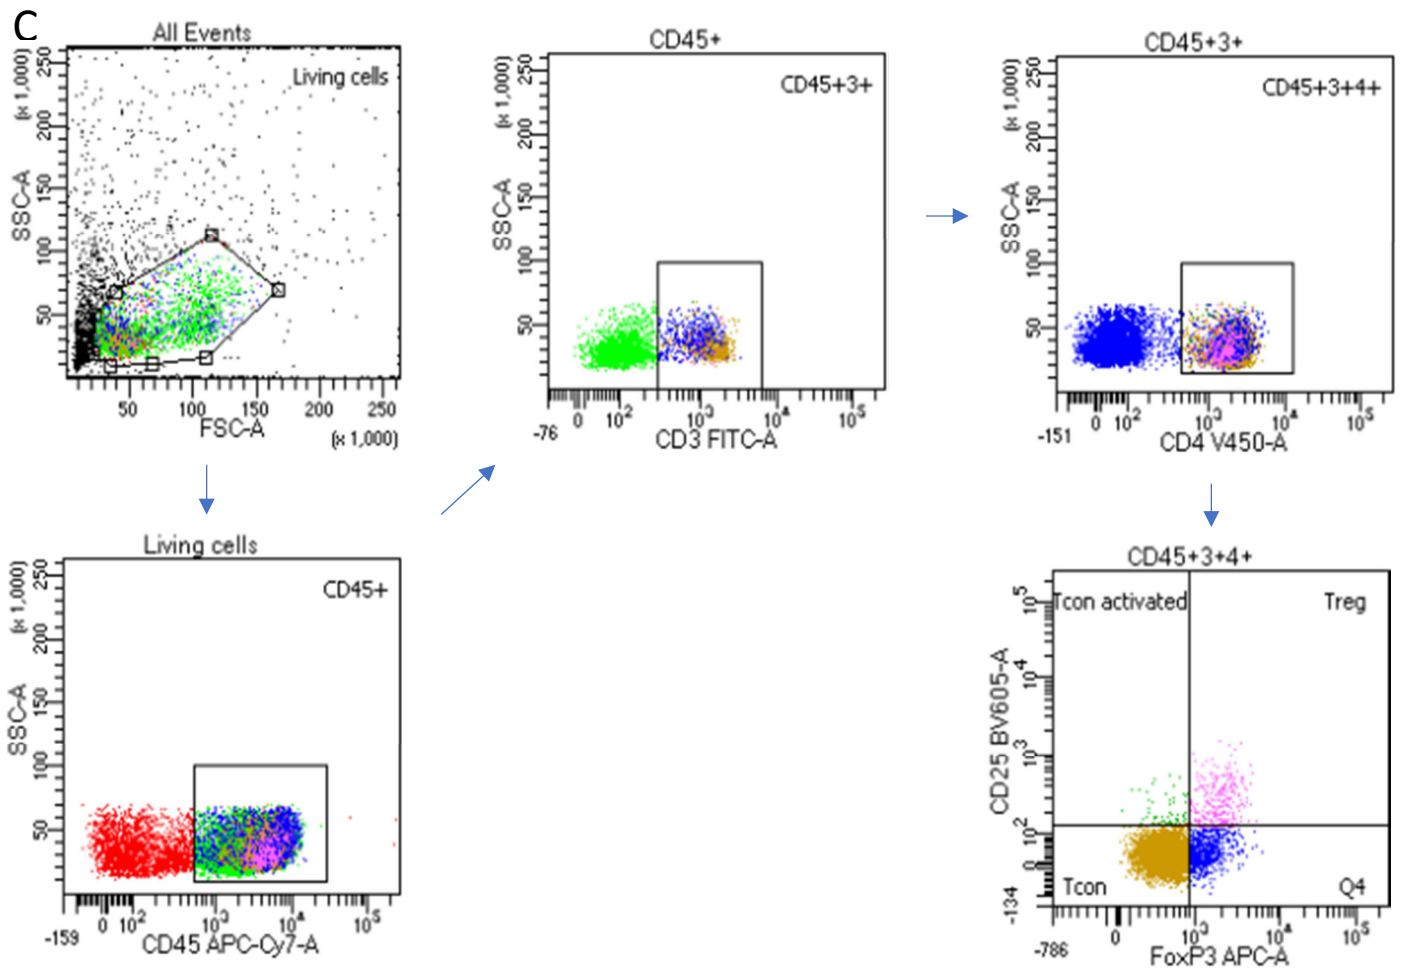 C
All Events
Living cells
(x 1,000)
SSC-A
50 100 150 200 250
50 100 150 200 250
FSC-A
(x 1,000)
CD45+
CD45+3+
(x 1,000)
SSC-A
50 100 150 200 250
-76 0 10² 10³ 10⁴ 10⁵
CD3 FITC-A
CD45+3+
CD45+3+4+
(x 1,000)
SSC-A
50 100 150 200 250
-151 0 10² 10³ 10⁴ 10⁵
CD4 V450-A
Living cells
CD45+
(x 1,000)
SSC-A
50 100 150 200 250
-159 0 10² 10³ 10⁴ 10⁵
CD45 APC-Cy7-A
CD45+3+4+
Tcon activated
Treg
CD25 BV605-A
-134 0 10² 10³ 10⁴ 10⁵
Tcon
Q4
-786 0 10³ 10⁴ 10⁵
FoxP3 APC-A